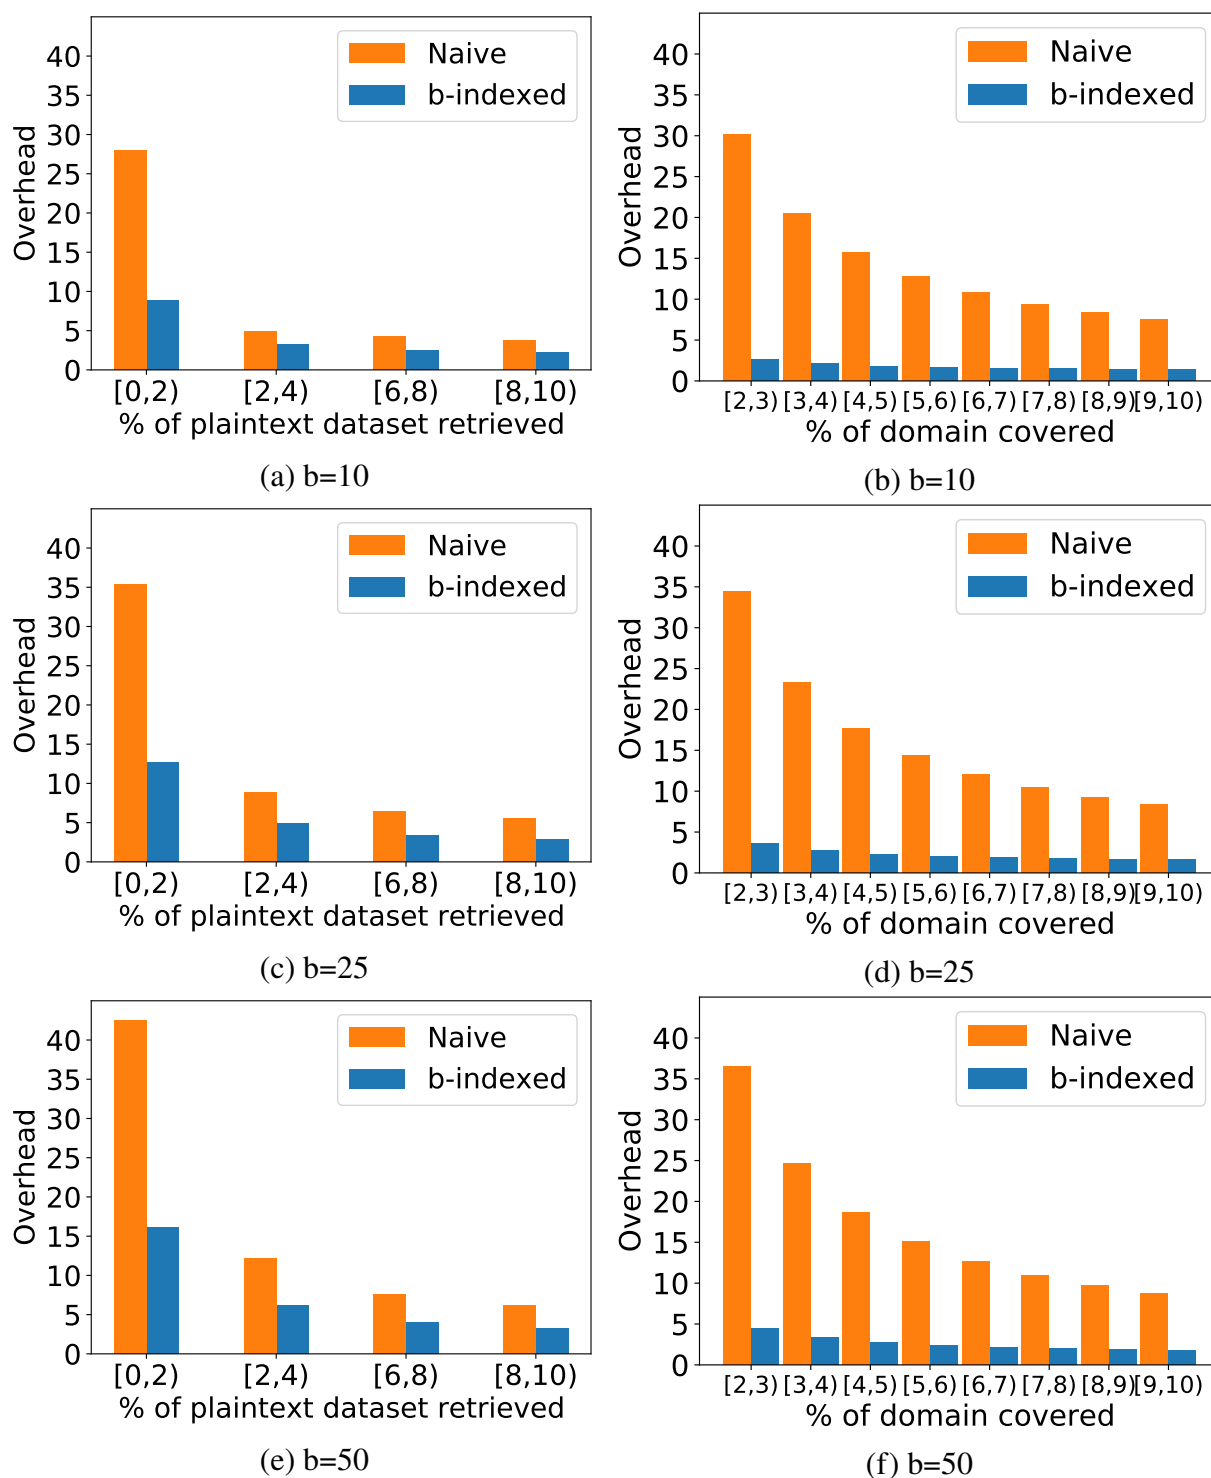 Naive
b-indexed
40
35
30
25
20
15
10
5
0
Overhead
[0,2) [2,4) [6,8) [8,10)
% of plaintext dataset retrieved
(a) b=10
Naive
b-indexed
40
35
30
25
20
15
10
5
0
Overhead
[2,3) [3,4) [4,5) [5,6) [6,7) [7,8) [8,9) [9,10)
% of domain covered
(b) b=10
Naive
b-indexed
40
35
30
25
20
15
10
5
0
Overhead
[0,2) [2,4) [6,8) [8,10)
% of plaintext dataset retrieved
(c) b=25
Naive
b-indexed
40
35
30
25
20
15
10
5
0
Overhead
[2,3) [3,4) [4,5) [5,6) [6,7) [7,8) [8,9) [9,10)
% of domain covered
(d) b=25
Naive
b-indexed
40
35
30
25
20
15
10
5
0
Overhead
[0,2) [2,4) [6,8) [8,10)
% of plaintext dataset retrieved
(e) b=50
Naive
b-indexed
40
35
30
25
20
15
10
5
0
Overhead
[2,3) [3,4) [4,5) [5,6) [6,7) [7,8) [8,9) [9,10)
% of domain covered
(f) b=50